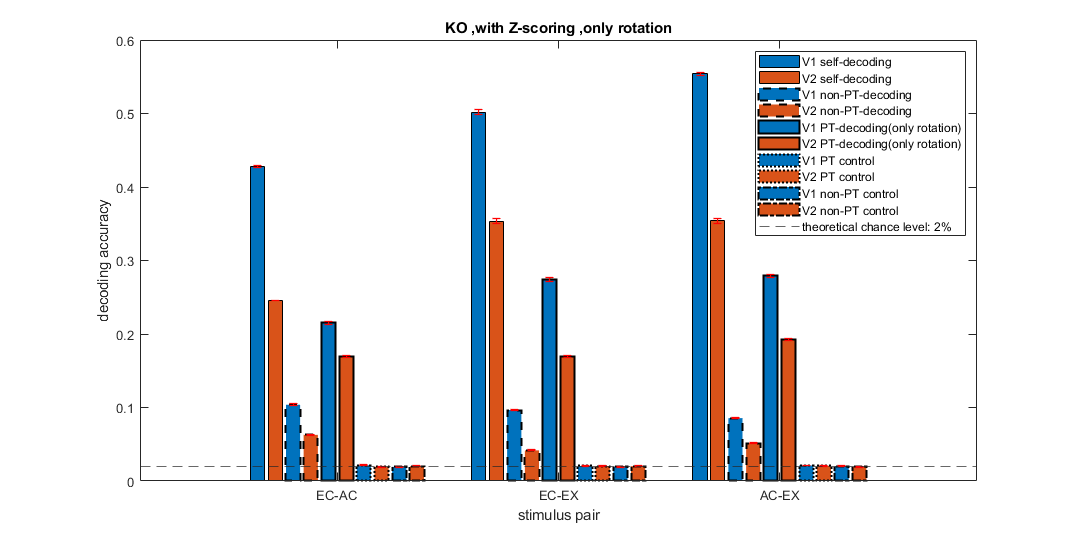 KO ,with Z-scoring ,only rotation
0.6
0.5
0.4
0.3
0.2
0.1
0
decoding accuracy
V1 self-decoding
V2 self-decoding
V1 non-PT-decoding
V2 non-PT-decoding
V1 PT-decoding(only rotation)
V2 PT-decoding(only rotation)
V1 PT control
V2 PT control
V1 non-PT control
V2 non-PT control
theoretical chance level: 2%
EC-AC
EC-EX
AC-EX
stimulus pair